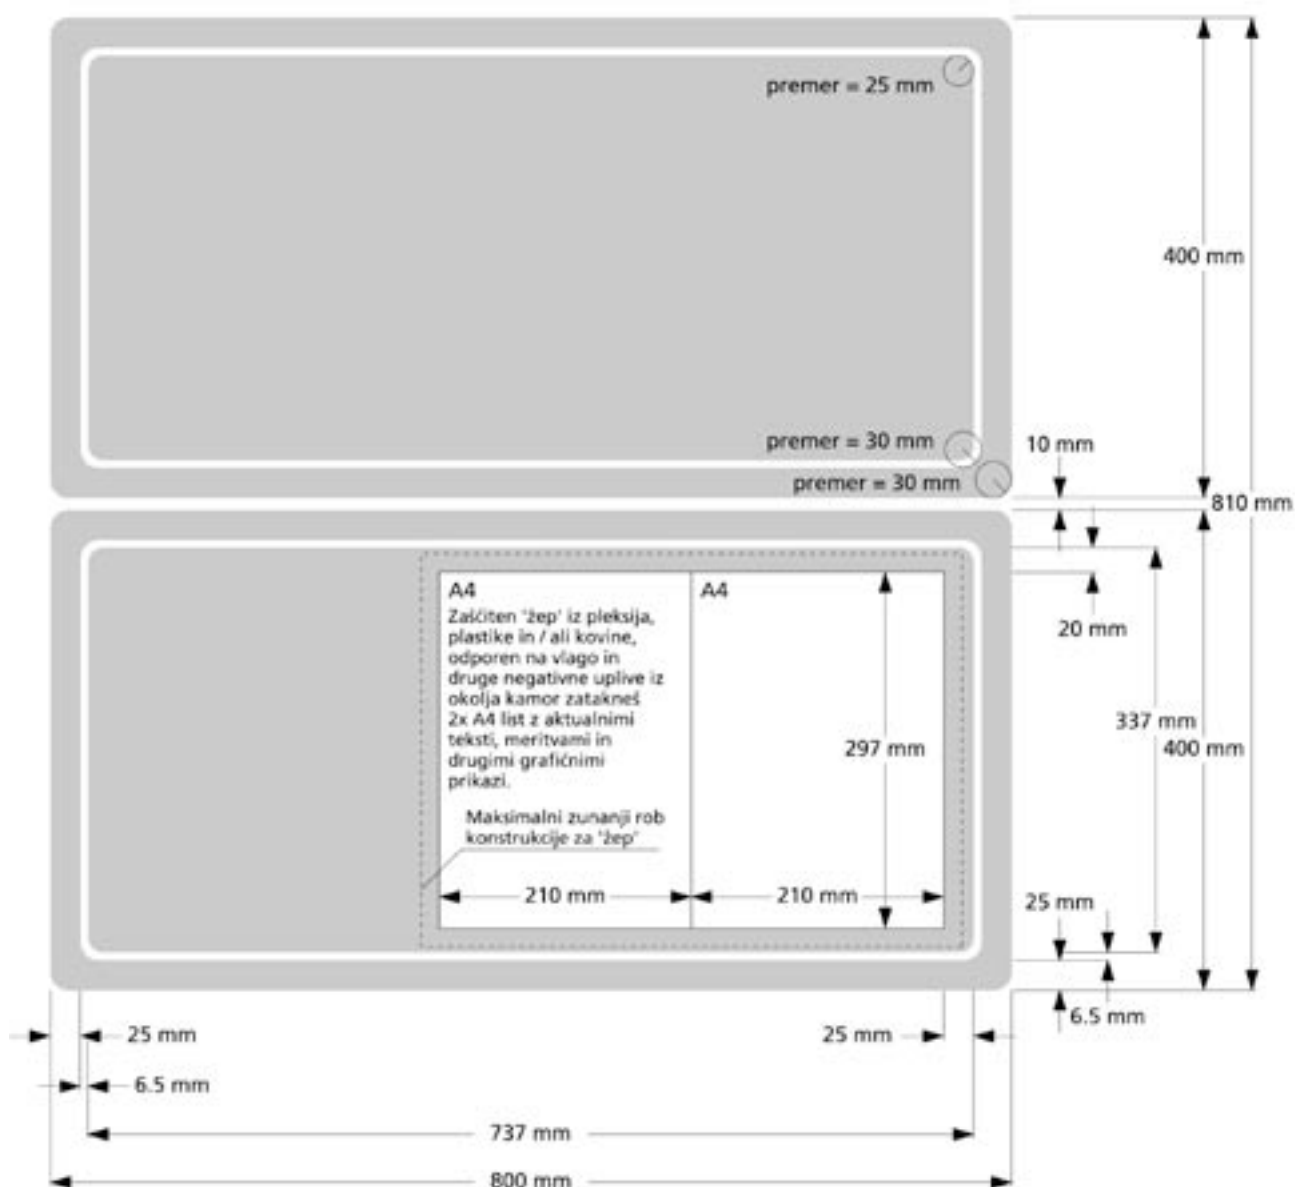 premer = 25 mm
400 mm
premer = 30 mm
10 mm
premer = 30 mm
810 mm
A4
Zaščiten 'žep' iz pleksija,
plastike in / ali kovine,
odporen na vlago in
druge negativne uplive iz
okolja kamor zatakneš
2x A4 list z aktualnimi
teksti, meritvami in
drugimi grafičnimi
prikazi.
A4
20 mm
337 mm
297 mm
400 mm
Maksimalni zunanji rob
konstrukcije za 'žep'
210 mm
210 mm
25 mm
6.5 mm
25 mm
25 mm
6.5 mm
737 mm
800 mm